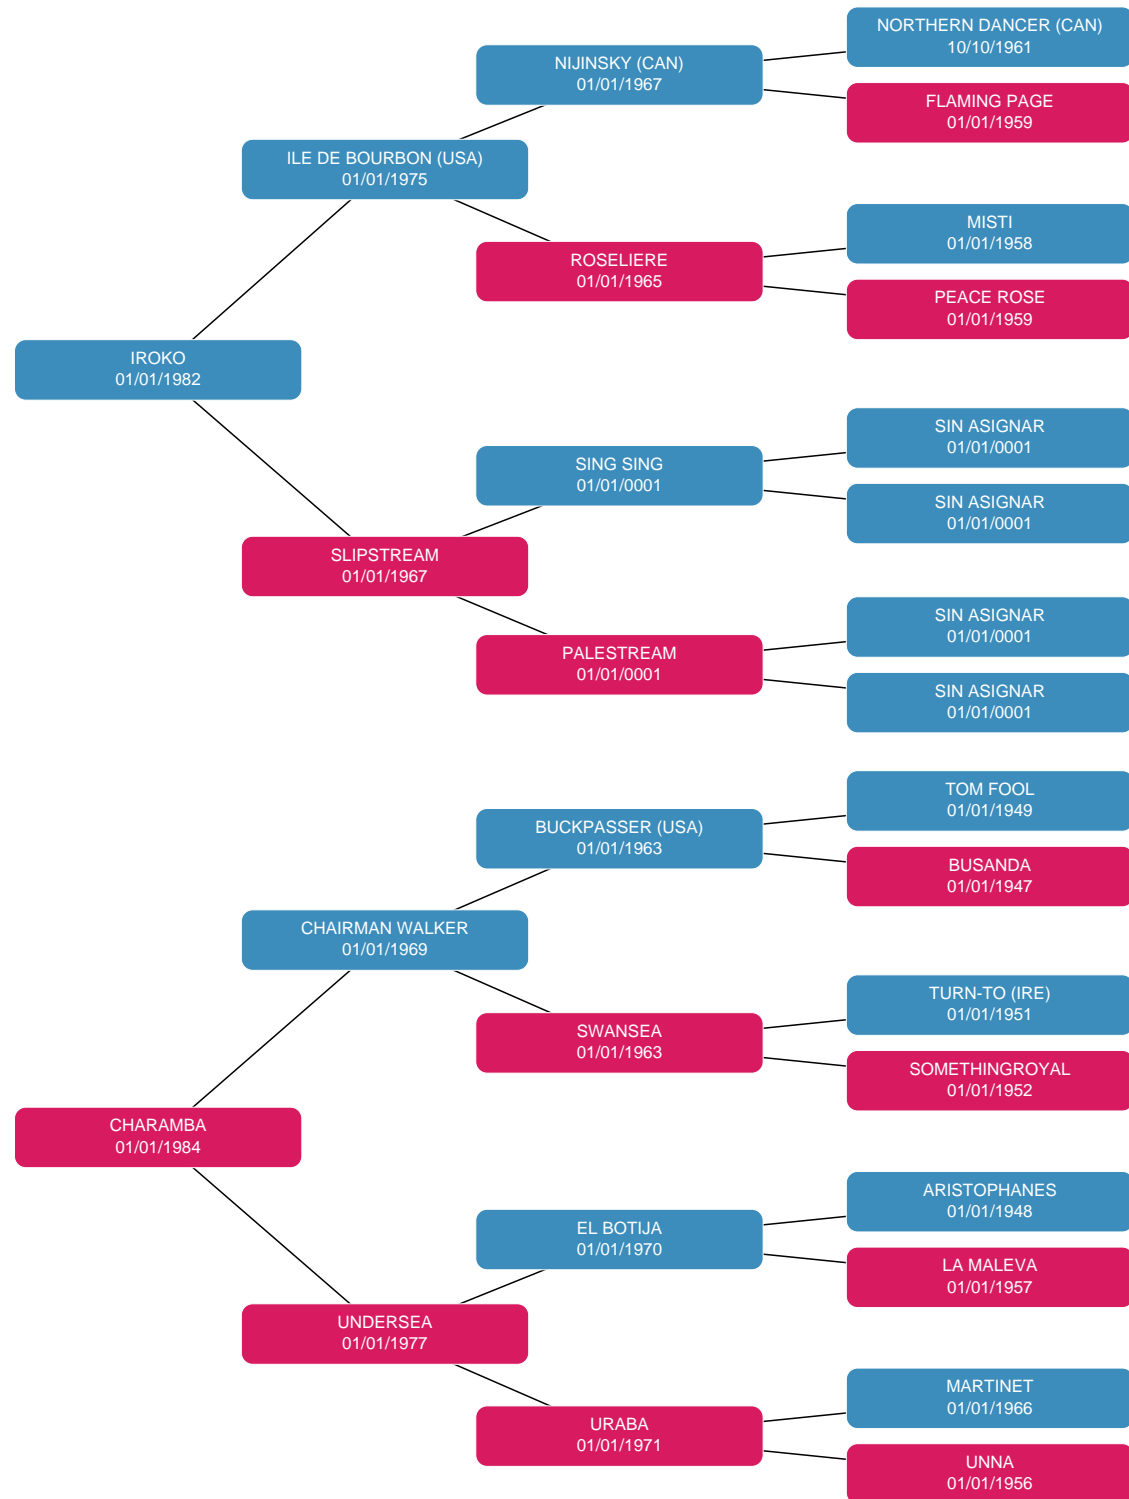 NORTHERN DANCER (CAN)
10/10/1961
NIJINSKY (CAN)
01/01/1967
FLAMING PAGE
01/01/1959
ILE DE BOURBON (USA)
01/01/1975
MISTI
01/01/1958
ROSELIERE
01/01/1965
PEACE ROSE
01/01/1959
IROKO
01/01/1982
SIN ASIGNAR
01/01/0001
SING SING
01/01/0001
SIN ASIGNAR
01/01/0001
SLIPSTREAM
01/01/1967
SIN ASIGNAR
01/01/0001
PALESTREAM
01/01/0001
SIN ASIGNAR
01/01/0001
TOM FOOL
01/01/1949
BUCKPASSER (USA)
01/01/1963
BUSANDA
01/01/1947
CHAIRMAN WALKER
01/01/1969
TURN-TO (IRE)
01/01/1951
SWANSEA
01/01/1963
SOMETHINGROYAL
01/01/1952
CHARAMBA
01/01/1984
ARISTOPHANES
01/01/1948
EL BOTIJA
01/01/1970
LA MALEVA
01/01/1957
UNDERSEA
01/01/1977
MARTINET
01/01/1966
URABA
01/01/1971
UNNA
01/01/1956